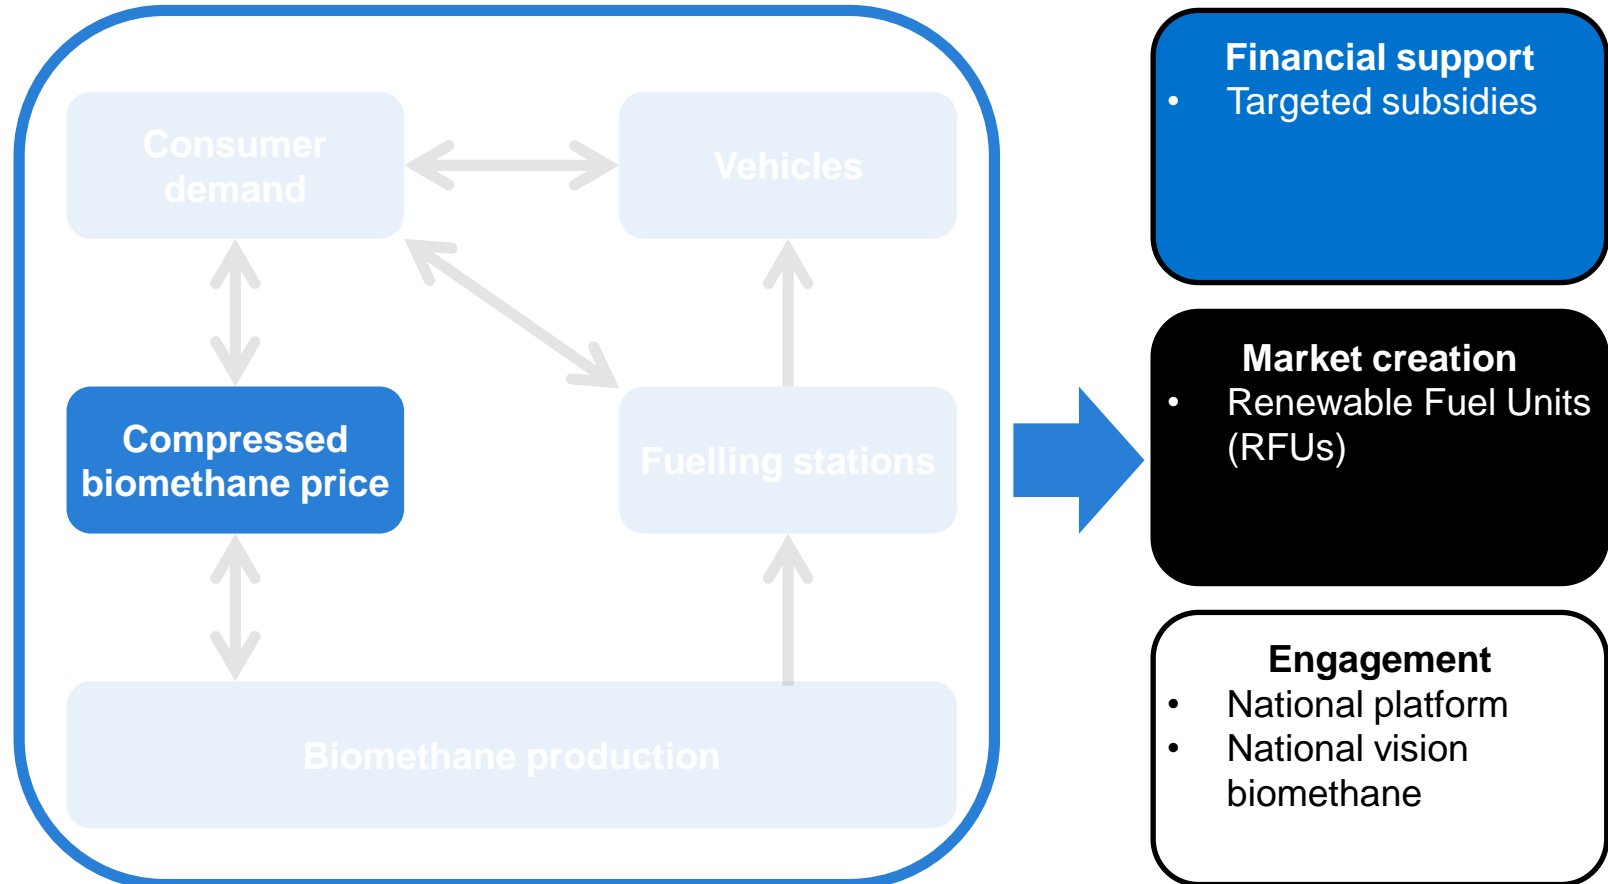 Consumer
demand
Vehicles
Compressed
biomethane price
Fuelling stations
Biomethane production
Financial support
• Targeted subsidies
Market creation
• Renewable Fuel Units
(RFUs)
Engagement
• National platform
• National vision
biomethane